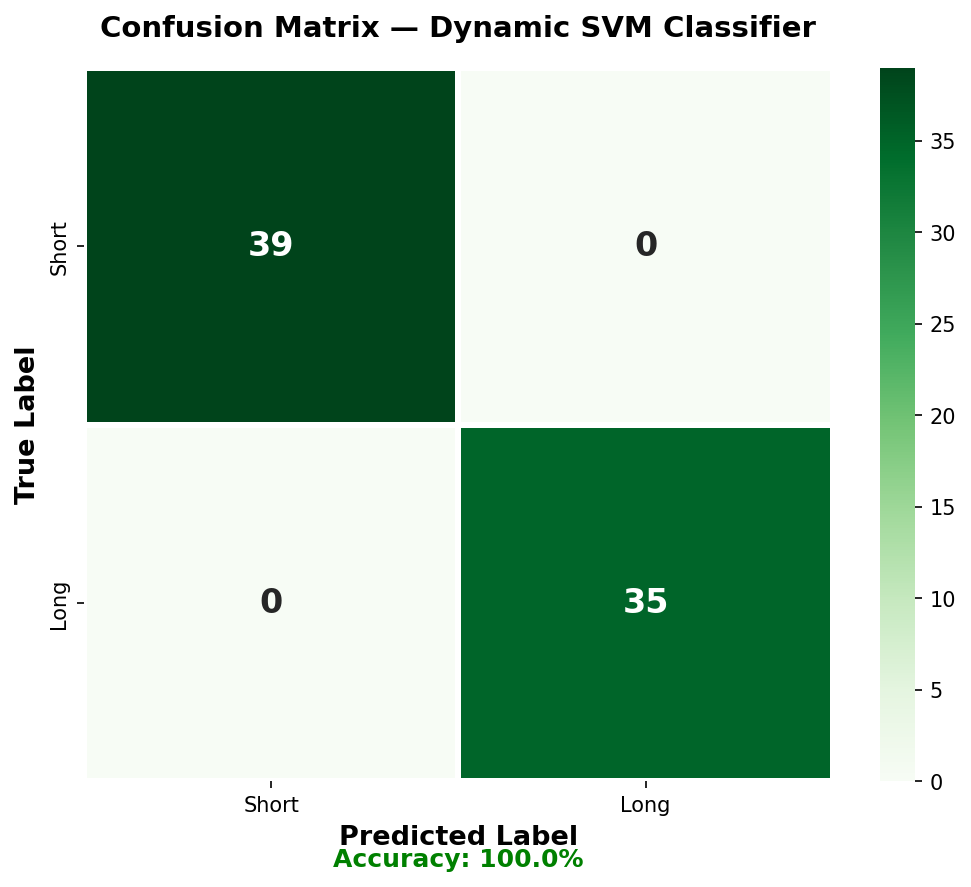 Confusion Matrix — Dynamic SVM Classifier
True Label
Short
39
0
Long
0
35
Short
Long
Predicted Label
Accuracy: 100.0%
35
30
25
20
15
10
5
0